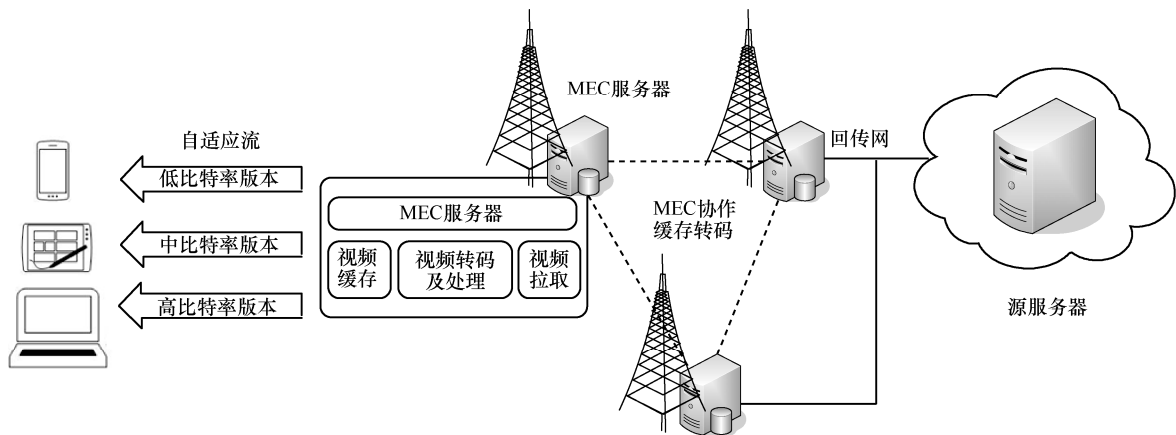 MEC服务器
回传网
自适应流
低比特率版本
中比特率版本
高比特率版本
MEC服务器
视频
缓存
视频转码
及处理
视频
拉取
MEC协作
缓存转码
源服务器